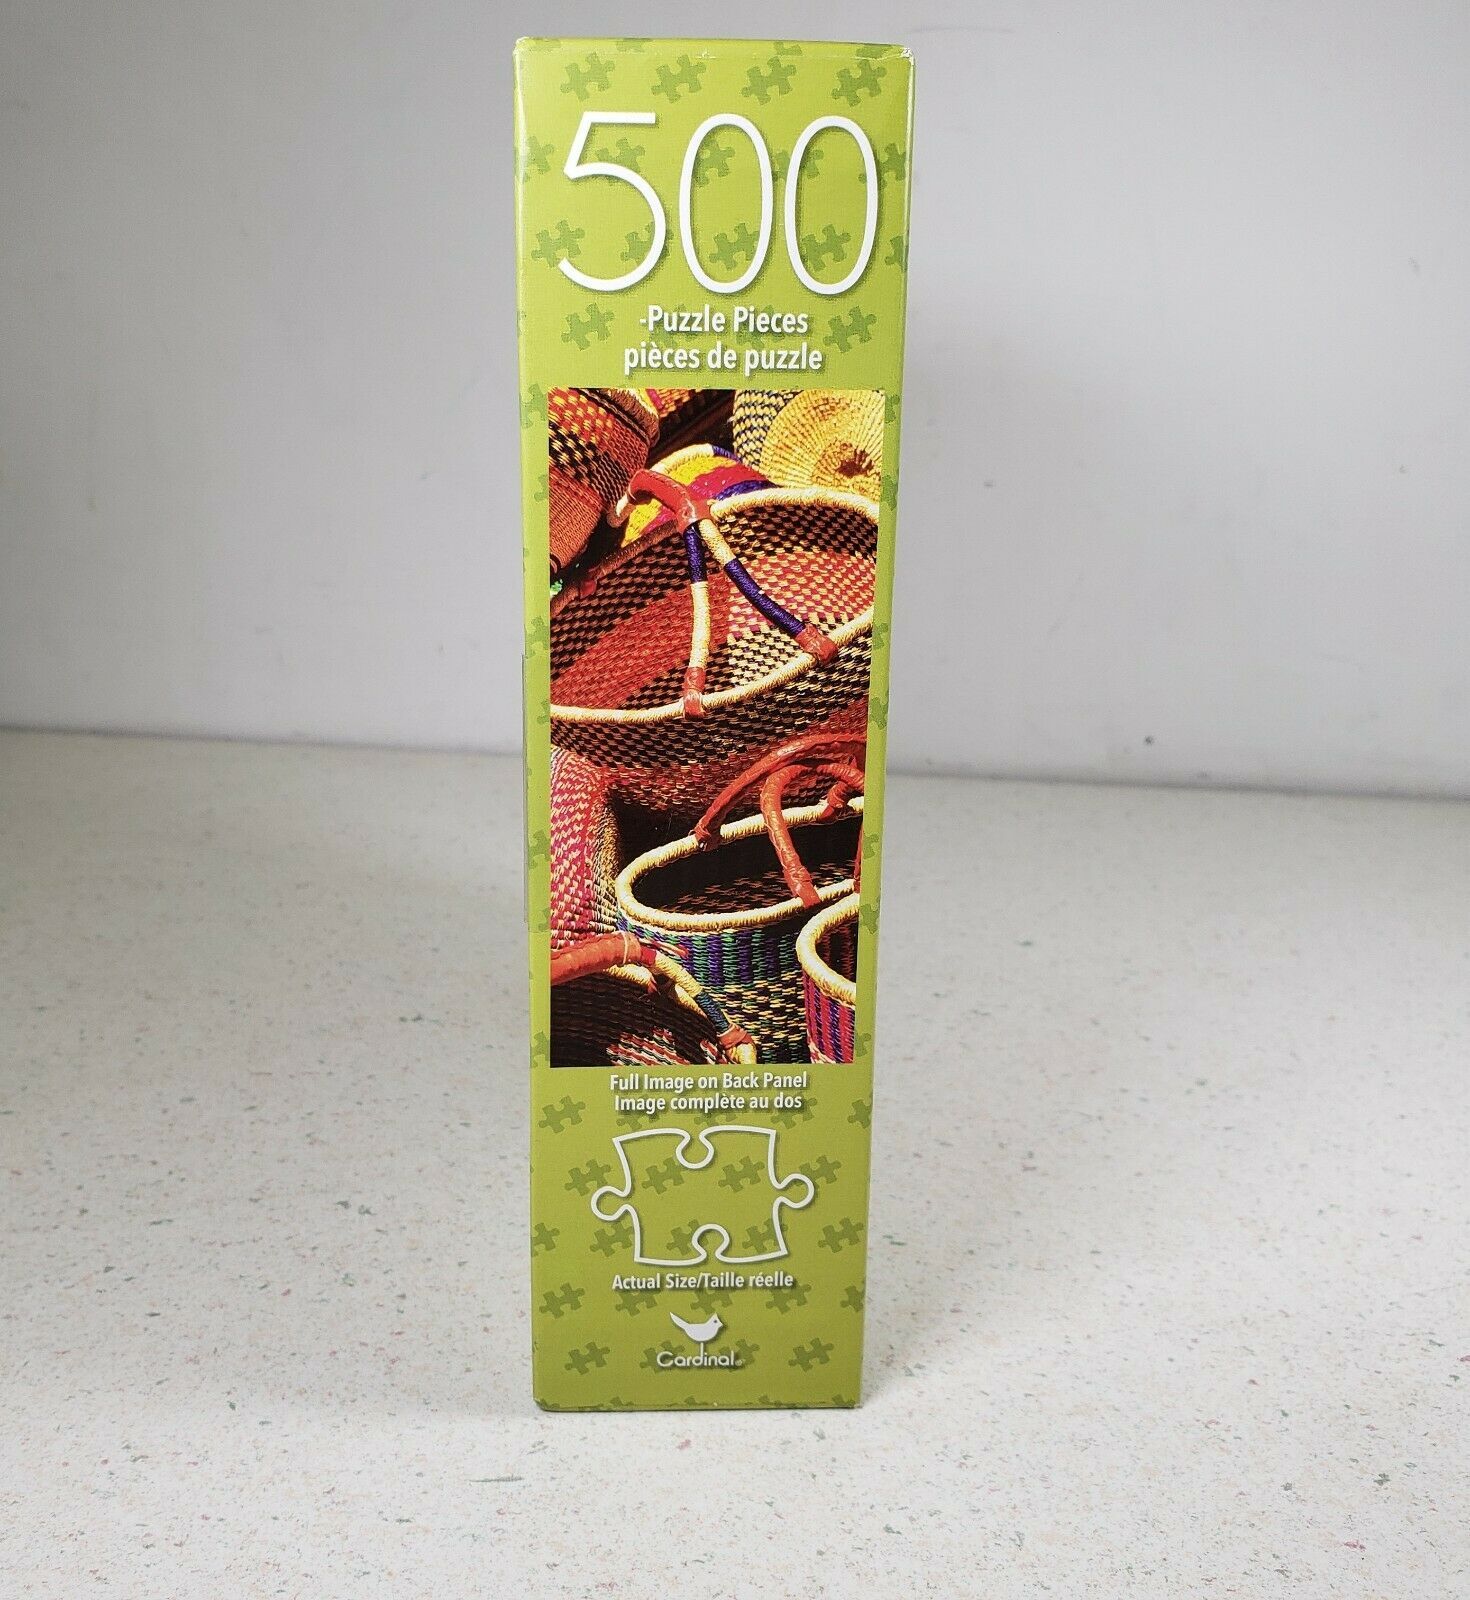 500
-Puzzle Pieces
pièces de puzzle
Full Image on Back Panel
Image complète au dos
Actual Size/Taille réelle
Cardinal®